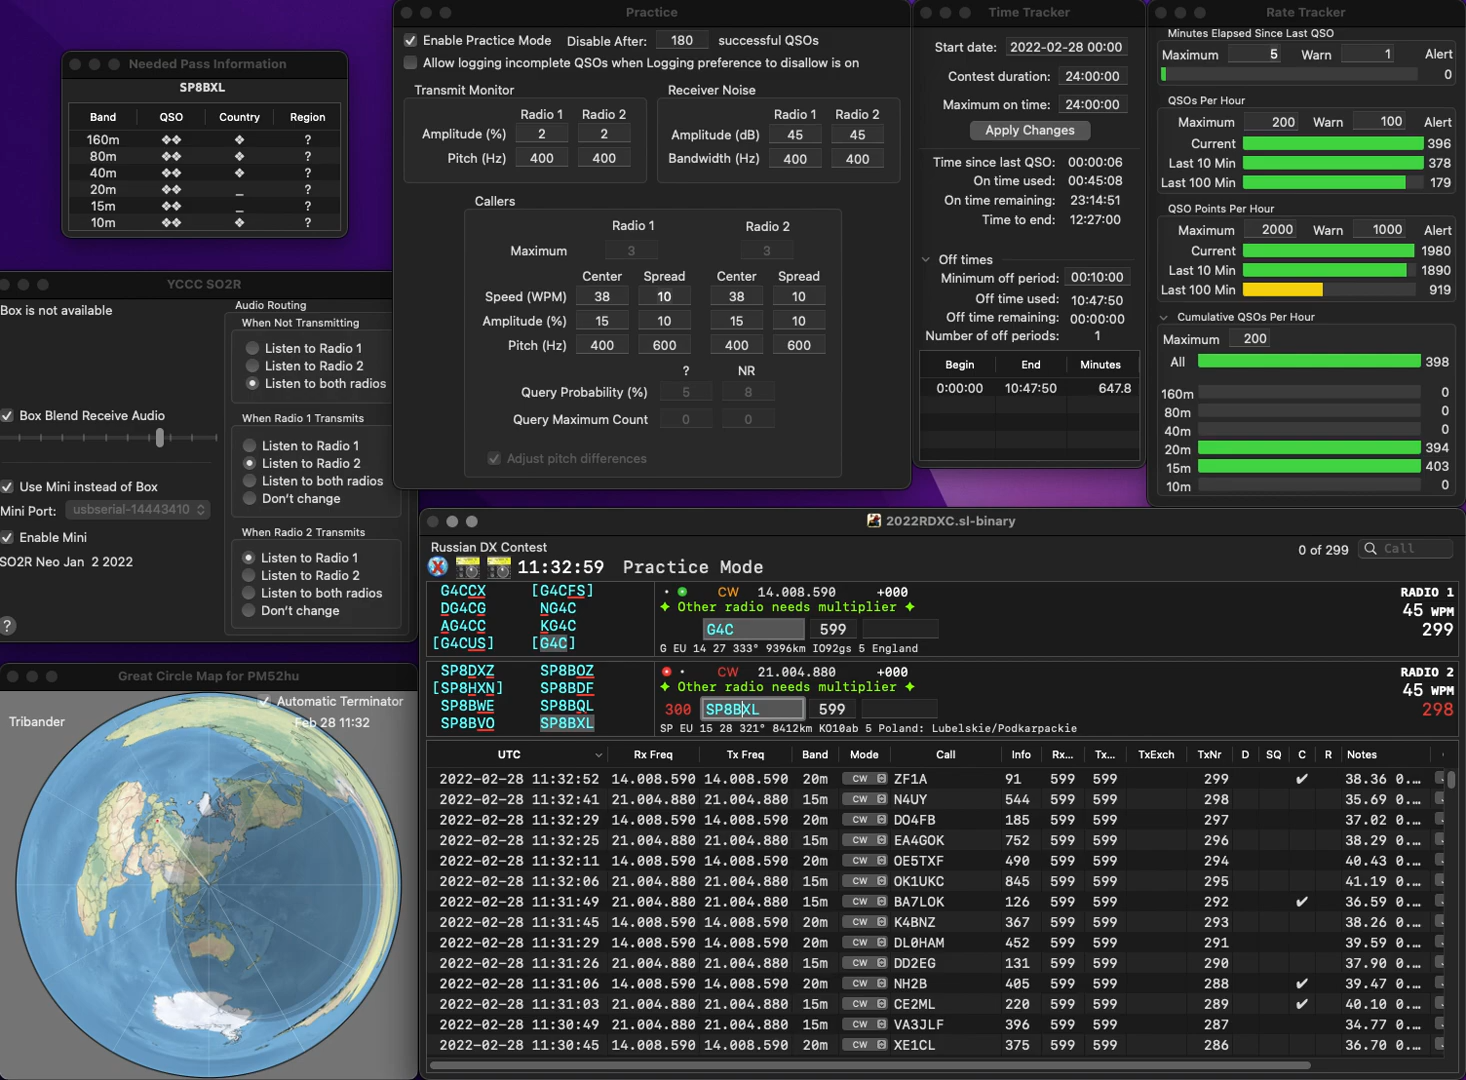 Needed Pass Information
SP8BXL
Band QSO Country Region
160m ❖❖ ❖ ?
80m ❖❖ ❖ ?
40m ❖❖ ❖ ?
20m ❖❖ _ ?
15m ❖❖ _ ?
10m ❖❖ ❖ ?
YCCC SO2R
Box is not available
Box Blend Receive Audio
Use Mini instead of Box
Mini Port: usbserial-14443410
Enable Mini
SO2R Neo Jan 2 2022
?
Audio Routing
When Not Transmitting
Listen to Radio 1
Listen to Radio 2
Listen to both radios
When Radio 1 Transmits
Listen to Radio 1
Listen to Radio 2
Listen to both radios
Don't change
When Radio 2 Transmits
Listen to Radio 1
Listen to Radio 2
Listen to both radios
Don't change
Great Circle Map for PM52hu
Automatic Terminator
Tribander
Feb 28 11:32
Practice
Enable Practice Mode Disable After: 180 successful QSOs
Allow logging incomplete QSOs when Logging preference to disallow is on
Transmit Monitor
Radio 1 Radio 2
Amplitude (%) 2 2
Pitch (Hz) 400 400
Receiver Noise
Radio 1 Radio 2
Amplitude (dB) 45 45
Bandwidth (Hz) 400 400
Callers
Radio 1 Radio 2
Maximum 3 3
Center Spread Center Spread
Speed (WPM) 38 10 38 10
Amplitude (%) 15 10 15 10
Pitch (Hz) 400 600 400 600
? NR
Query Probability (%) 5 8
Query Maximum Count 0 0
Adjust pitch differences
Time Tracker
Start date: 2022-02-28 00:00
Contest duration: 24:00:00
Maximum on time: 24:00:00
Apply Changes
Time since last QSO: 00:00:06
On time used: 00:45:08
On time remaining: 23:14:51
Time to end: 12:27:00
Off times
Minimum off period: 00:10:00
Off time used: 10:47:50
Off time remaining: 00:00:00
Number of off periods: 1
Begin End Minutes
0:00:00 10:47:50 647.8
Rate Tracker
Minutes Elapsed Since Last QSO
Maximum 5 Warn 1 Alert
0
QSOs Per Hour
Maximum 200 Warn 100 Alert
Current 396
Last 10 Min 378
Last 100 Min 179
QSO Points Per Hour
Maximum 2000 Warn 1000 Alert
Current 1980
Last 10 Min 1890
Last 100 Min 919
Cumulative QSOs Per Hour
Maximum 200
All 398
160m 0
80m 0
40m 0
20m 394
15m 403
10m 0
2022RDXC.sl-binary
Russian DX Contest
0 of 299 Call
11:32:59 Practice Mode
G4CCX [G4CFS]
DG4CG NG4C
AG4CC KG4C
[G4CUS] [G4C]
CW 14.008.590 +000
✦ Other radio needs multiplier ✦
G4C 599
G EU 14 27 333° 9396km IO92gs 5 England
RADIO 1
45 WPM
299
SP8DXZ SP8BOZ
[SP8HXN] SP8BDF
SP8BWE SP8BQL
SP8BVO SP8BXL
CW 21.004.880 +000
✦ Other radio needs multiplier ✦
300 SP8BXL 599
SP EU 15 28 321° 8412km KO10ab 5 Poland: Lubelskie/Podkarpackie
RADIO 2
45 WPM
298
UTC Rx Freq Tx Freq Band Mode Call Info Rx... Tx... TxExch TxNr D SQ C R Notes
2022-02-28 11:32:52 14.008.590 14.008.590 20m CW ZF1A 91 599 599 299 ✔ 38.36 0....
2022-02-28 11:32:41 21.004.880 21.004.880 15m CW N4UY 544 599 599 298 35.69 0....
2022-02-28 11:32:29 14.008.590 14.008.590 20m CW DO4FB 185 599 599 297 37.02 0....
2022-02-28 11:32:25 21.004.880 21.004.880 15m CW EA4GOK 752 599 599 296 38.29 0....
2022-02-28 11:32:11 14.008.590 14.008.590 20m CW OE5TXF 490 599 599 294 40.43 0....
2022-02-28 11:32:06 21.004.880 21.004.880 15m CW OK1UKC 845 599 599 295 41.19 0....
2022-02-28 11:31:49 21.004.880 21.004.880 15m CW BA7LOK 126 599 599 292 ✔ 36.59 0....
2022-02-28 11:31:45 14.008.590 14.008.590 20m CW K4BNZ 367 599 599 293 38.26 0....
2022-02-28 11:31:29 14.008.590 14.008.590 20m CW DL0HAM 452 599 599 291 39.59 0....
2022-02-28 11:31:26 21.004.880 21.004.880 15m CW DD2EG 131 599 599 290 37.90 0....
2022-02-28 11:31:06 14.008.590 14.008.590 20m CW NH2B 405 599 599 288 ✔ 39.47 0....
2022-02-28 11:31:03 21.004.880 21.004.880 15m CW CE2ML 220 599 599 289 ✔ 40.10 0....
2022-02-28 11:30:49 21.004.880 21.004.880 15m CW VA3JLF 396 599 599 287 34.77 0....
2022-02-28 11:30:45 14.008.590 14.008.590 20m CW XE1CL 375 599 599 286 36.70 0....